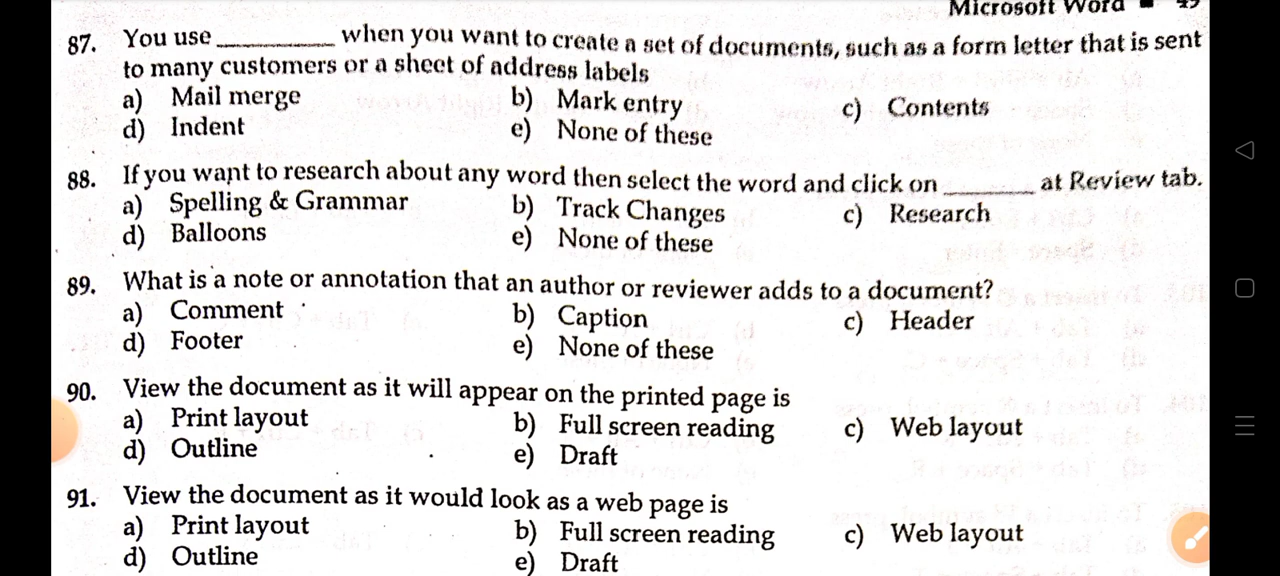 Microsoft Word ■ 49
87. You use __________ when you want to create a set of documents, such as a form letter that is sent
to many customers or a sheet of address labels
a) Mail merge b) Mark entry c) Contents
d) Indent e) None of these
88. If you want to research about any word then select the word and click on ________ at Review tab.
a) Spelling & Grammar b) Track Changes c) Research
d) Balloons e) None of these
89. What is a note or annotation that an author or reviewer adds to a document?
a) Comment b) Caption c) Header
d) Footer e) None of these
90. View the document as it will appear on the printed page is
a) Print layout b) Full screen reading c) Web layout
d) Outline e) Draft
91. View the document as it would look as a web page is
a) Print layout b) Full screen reading c) Web layout
d) Outline e) Draft